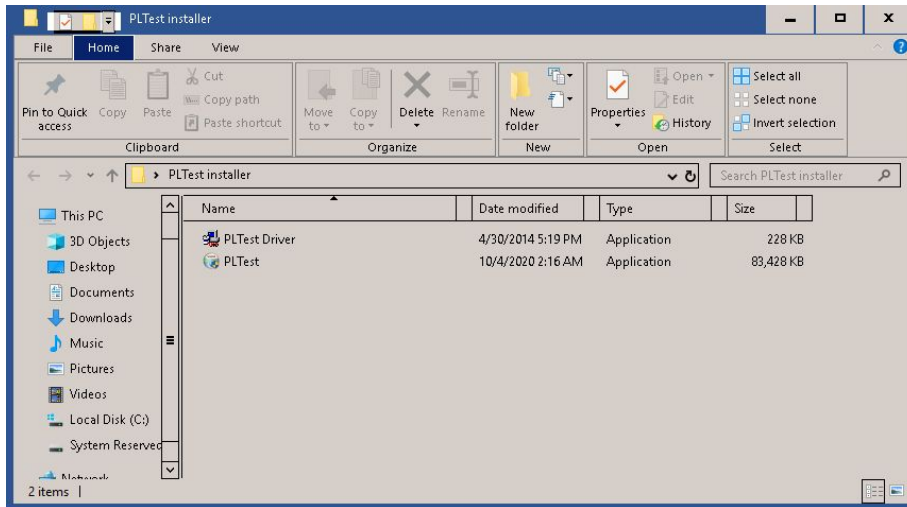 PLTest installer
File Home Share View
Pin to Quick access
Copy
Paste
Cut
Copy path
Paste shortcut
Move to
Copy to
Delete
Rename
New folder
Properties
Open
Edit
History
Select all
Select none
Invert selection
Clipboard Organize New Open Select
PLTest installer
Search PLTest installer
Name Date modified Type Size
PLTest Driver 4/30/2014 5:19 PM Application 228 KB
PLTest 10/4/2020 2:16 AM Application 83,428 KB
This PC
3D Objects
Desktop
Documents
Downloads
Music
Pictures
Videos
Local Disk (C:)
System Reserved
Network
2 items